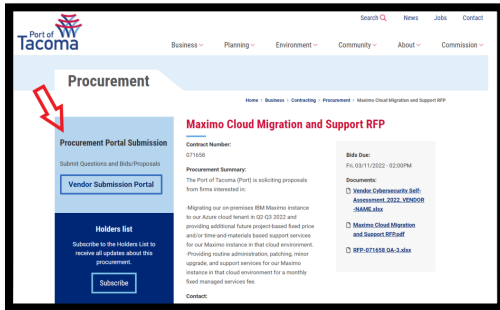 Search News Jobs Contact
Port of
Tacoma
Business Planning Environment Community About Commission
Procurement
Home Business Contracting Procurement Maximo Cloud Migration and Support RFP
Procurement Portal Submission
Submit Questions and Bids/Proposals
Vendor Submission Portal
Holders list
Subscribe to the Holders List to
receive all updates about this
procurement.
Subscribe
Maximo Cloud Migration and Support RFP
Contract Number:
071658
Procurement Summary:
The Port of Tacoma (Port) is soliciting proposals
from firms interested in:
-Migrating our on-premises IBM Maximo instance
to our Azure cloud tenant in Q2-Q3 2022 and
providing additional future project-based fixed price
and/or time-and-materials based support services
for our Maximo instance in that cloud environment.
-Providing routine administration, patching, minor
upgrade, and support services for our Maximo
instance in that cloud environment for a monthly
fixed managed services fee.
Contact:
Bids Due:
Fri, 03/11/2022 - 02:00PM
Documents:
Vendor Cybersecurity Self-
Assessment_2022_VENDOR
-NAME.xlsx
Maximo Cloud Migration
and Support RFP.pdf
RFP-071658 QA-3.xlsx